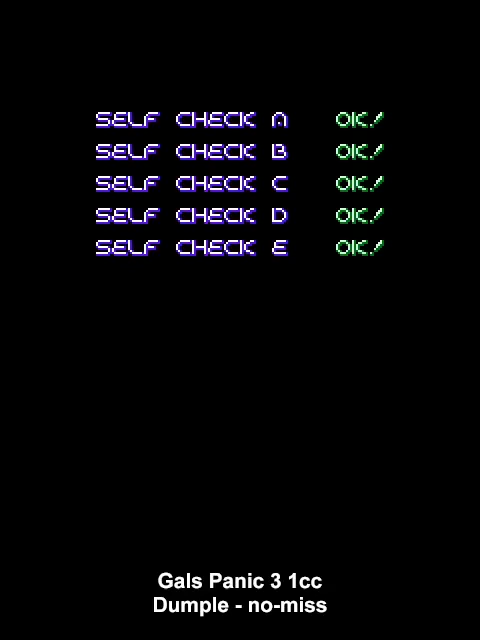 SELF CHECK A OK!
SELF CHECK B OK!
SELF CHECK C OK!
SELF CHECK D OK!
SELF CHECK E OK!
Gals Panic 3 1cc
Dumple - no-miss